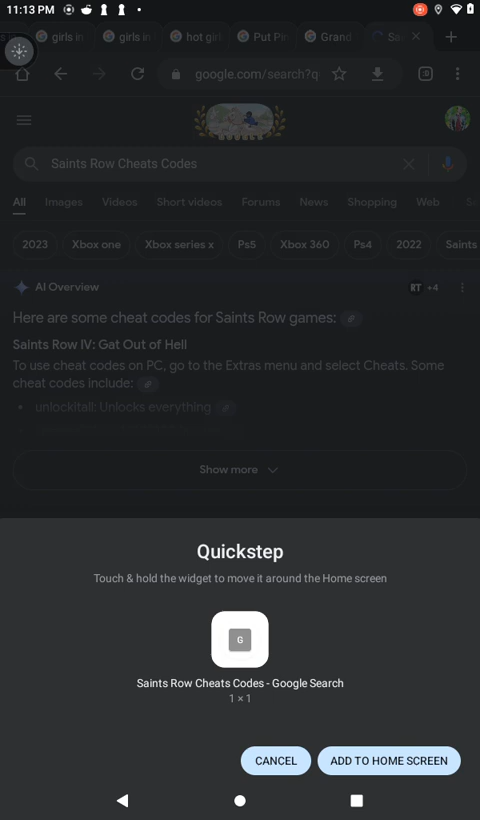 11:13 PM
girls in
girls in
hot girl
Put Pi
Grand
Sa
google.com/search?q
:D
Saints Row Cheats Codes
All Images Videos Short videos Forums News Shopping Web
2023 Xbox one Xbox series x Ps5 Xbox 360 Ps4 2022 Saints
AI Overview
RT +4
Here are some cheat codes for Saints Row games:
Saints Row IV: Gat Out of Hell
To use cheat codes on PC, go to the Extras menu and select Cheats. Some
cheat codes include:
• unlockitall: Unlocks everything
Show more
Quickstep
Touch & hold the widget to move it around the Home screen
G
Saints Row Cheats Codes - Google Search
1 × 1
CANCEL ADD TO HOME SCREEN